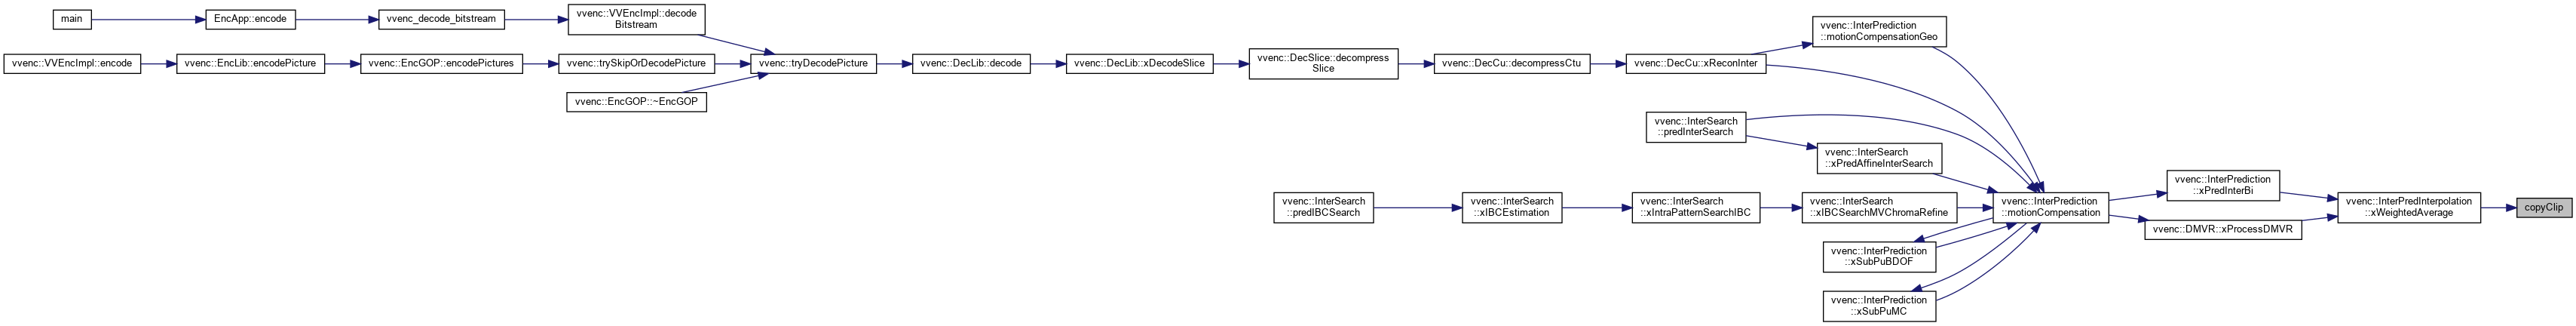 main
EncApp::encode
vvenc_decode_bitstream
vvenc::VVEncImpl::decode
Bitstream
vvenc::VVEncImpl::encode
vvenc::EncLib::encodePicture
vvenc::EncGOP::encodePictures
vvenc::trySkipOrDecodePicture
vvenc::EncGOP::~EncGOP
vvenc::tryDecodePicture
vvenc::DecLib::decode
vvenc::DecLib::xDecodeSlice
vvenc::DecSlice::decompress
Slice
vvenc::DecCu::decompressCtu
vvenc::DecCu::xReconInter
vvenc::InterPrediction
::motionCompensationGeo
vvenc::InterSearch
::predInterSearch
vvenc::InterSearch
::xPredAffineInterSearch
vvenc::InterSearch
::predIBCSearch
vvenc::InterSearch
::xIBCEstimation
vvenc::InterSearch
::xIntraPatternSearchIBC
vvenc::InterSearch
::xIBCSearchMVChromaRefine
vvenc::InterPrediction
::xSubPuBDOF
vvenc::InterPrediction
::xSubPuMC
vvenc::InterPrediction
::motionCompensation
vvenc::InterPrediction
::xPredInterBi
vvenc::DMVR::xProcessDMVR
vvenc::InterPredInterpolation
::xWeightedAverage
copyClip